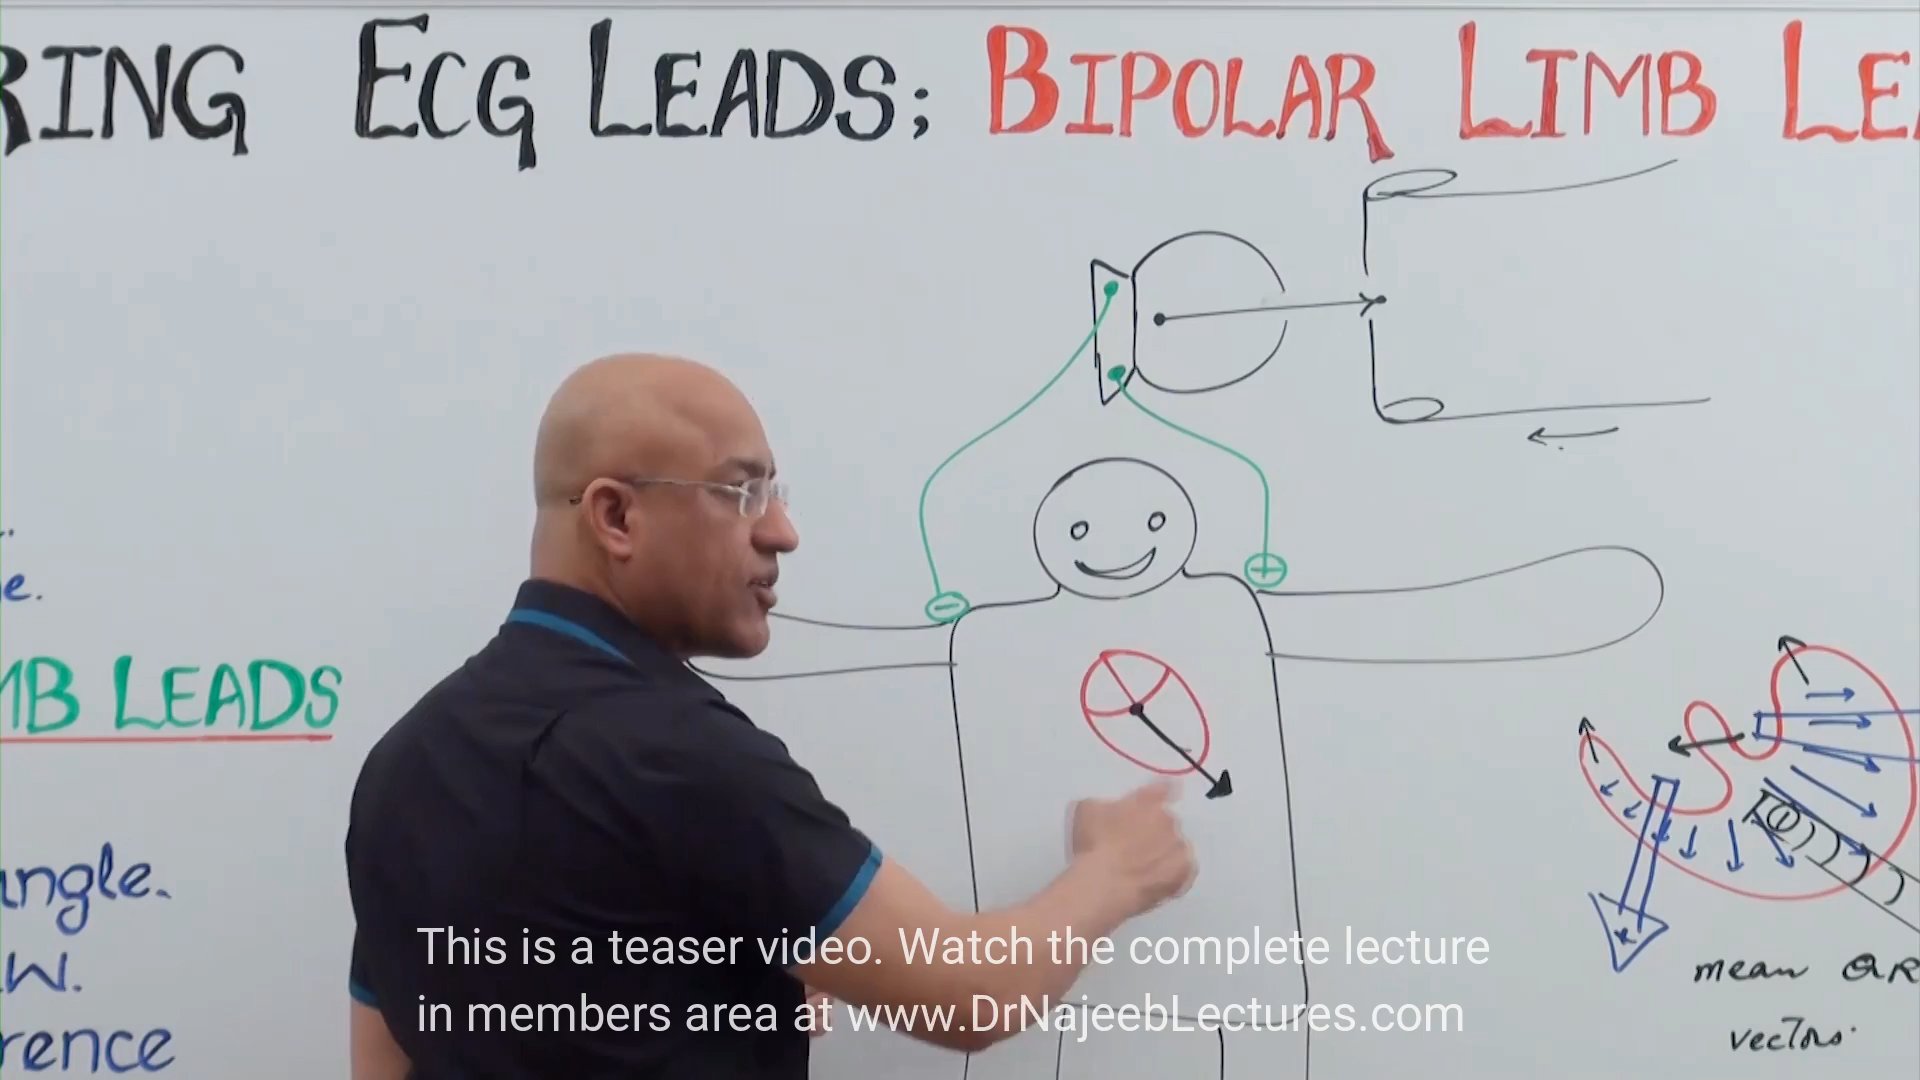 RING ECG LEADS; BIPOLAR LIMB LE
e.
MB LEADS
ngle.
W.
rence
− +
mean QR
vectors.
This is a teaser video. Watch the complete lecture
in members area at www.DrNajeebLectures.com